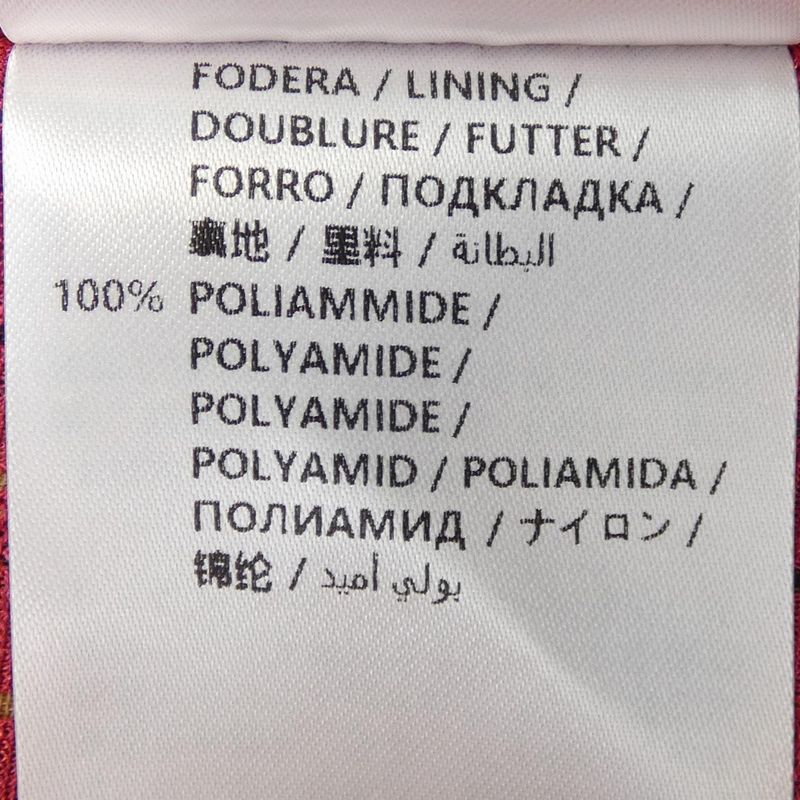 FODERA / LINING /
DOUBLURE / FUTTER /
FORRO / ПОДКЛАДКА /
裏地 / 里料 / البطانة
100% POLIAMMIDE /
POLYAMIDE /
POLYAMIDE /
POLYAMID / POLIAMIDA /
ПОЛИАМИД / ナイロン /
锦纶 / بولي أميد